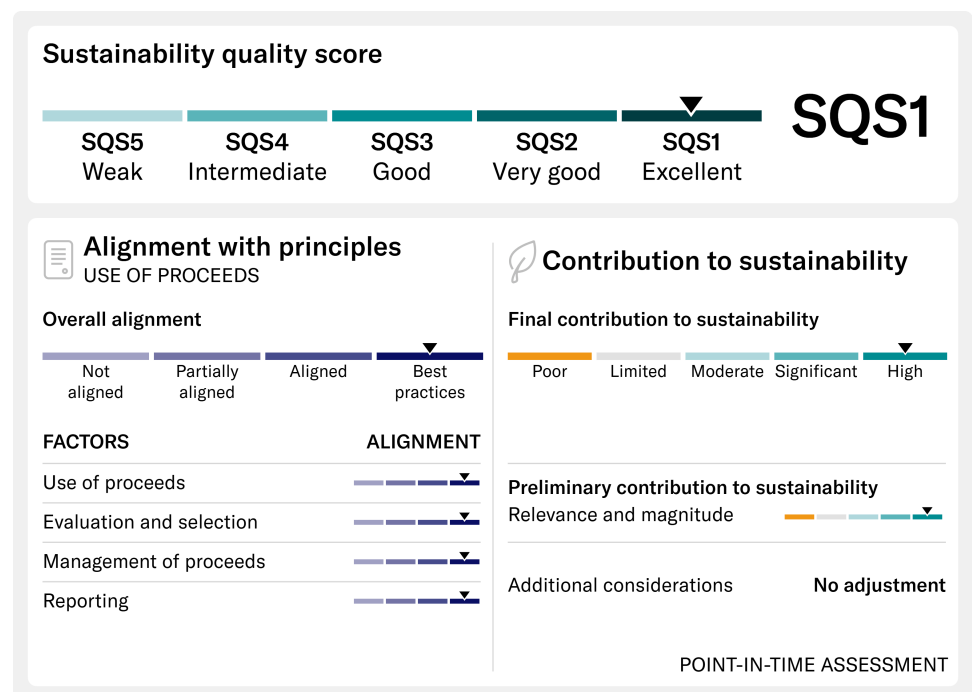 Sustainability quality score
SQS1
SQS5
SQS4
SQS3
SQS2
SQS1
Weak
Intermediate
Good
Very good
Excellent
Alignment with principles
USE OF PROCEEDS
Overall alignment
Not
aligned
Partially
aligned
Aligned
Best
practices
FACTORS
ALIGNMENT
Use of proceeds
Evaluation and selection
Management of proceeds
Reporting
Contribution to sustainability
Final contribution to sustainability
Poor
Limited
Moderate
Significant
High
Preliminary contribution to sustainability
Relevance and magnitude
Additional considerations
No adjustment
POINT-IN-TIME ASSESSMENT